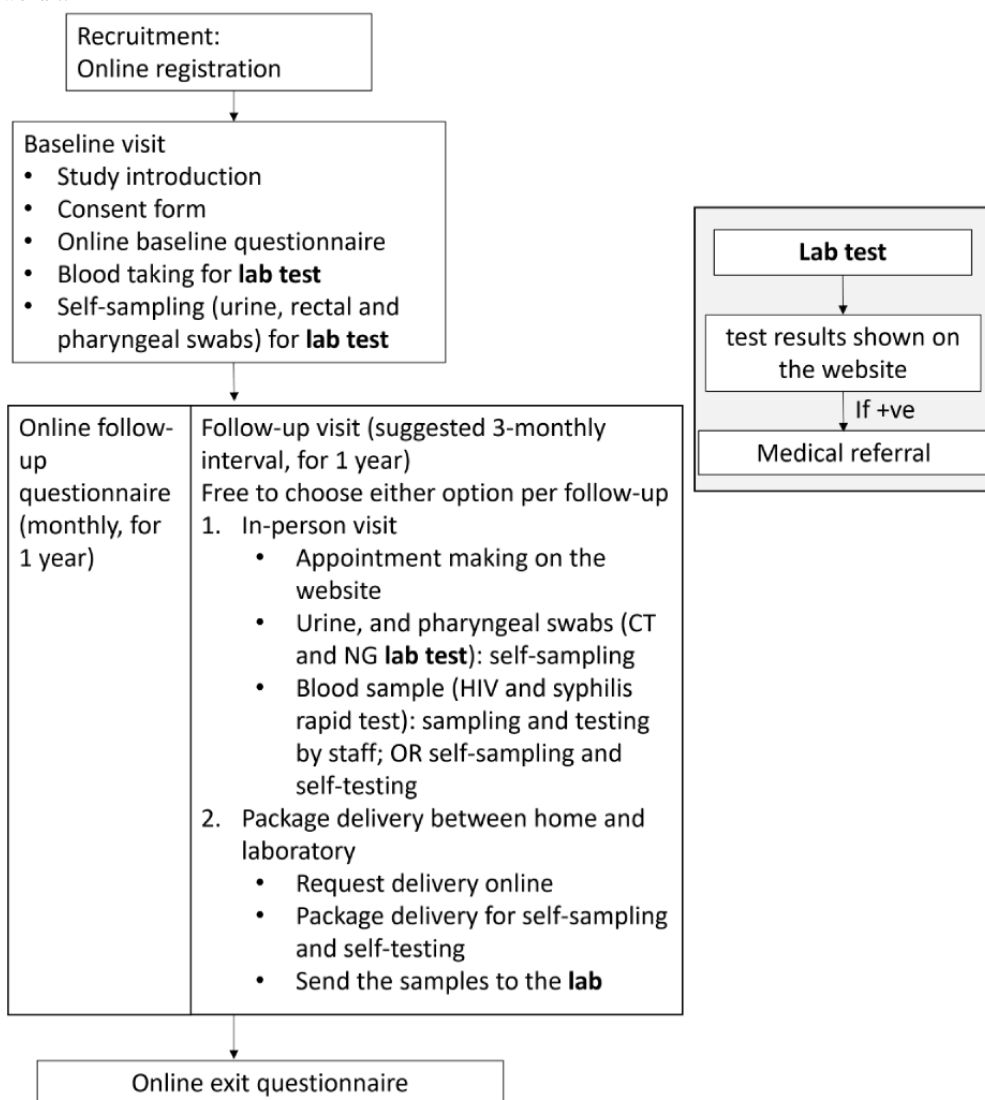 Recruitment:
Online registration
Baseline visit
• Study introduction
• Consent form
• Online baseline questionnaire
• Blood taking for lab test
• Self-sampling (urine, rectal and
pharyngeal swabs) for lab test
Online follow-
up
questionnaire
(monthly, for
1 year)
Follow-up visit (suggested 3-monthly
interval, for 1 year)
Free to choose either option per follow-up
1. In-person visit
• Appointment making on the
website
• Urine, and pharyngeal swabs (CT
and NG lab test): self-sampling
• Blood sample (HIV and syphilis
rapid test): sampling and testing
by staff; OR self-sampling and
self-testing
2. Package delivery between home and
laboratory
• Request delivery online
• Package delivery for self-sampling
and self-testing
• Send the samples to the lab
Online exit questionnaire
Lab test
test results shown on
the website
If +ve
Medical referral